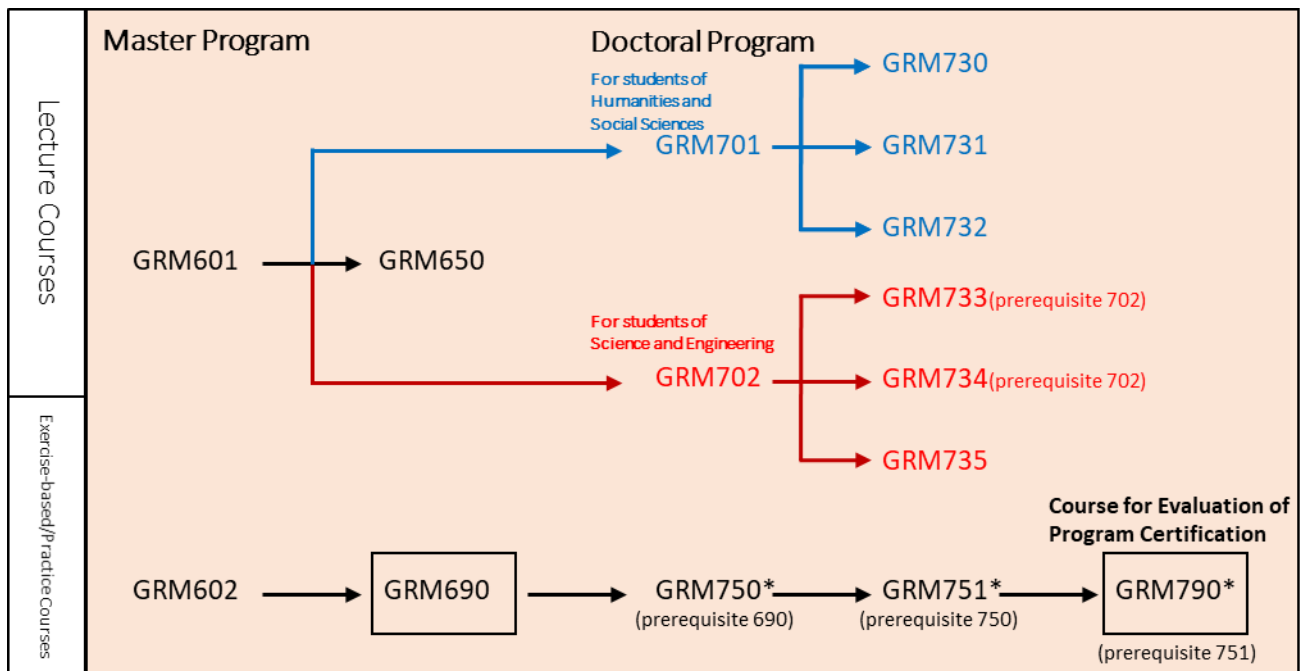 Lecture Courses
Exercise-based/Practice Courses
Master Program
Doctoral Program
For students of
Humanities and
Social Sciences
GRM701
GRM730
GRM731
GRM732
GRM601
GRM650
For students of
Science and Engineering
GRM702
GRM733(prerequisite 702)
GRM734(prerequisite 702)
GRM735
Course for Evaluation of
Program Certification
GRM602
GRM690
GRM750*
(prerequisite 690)
GRM751*
(prerequisite 750)
GRM790*
(prerequisite 751)